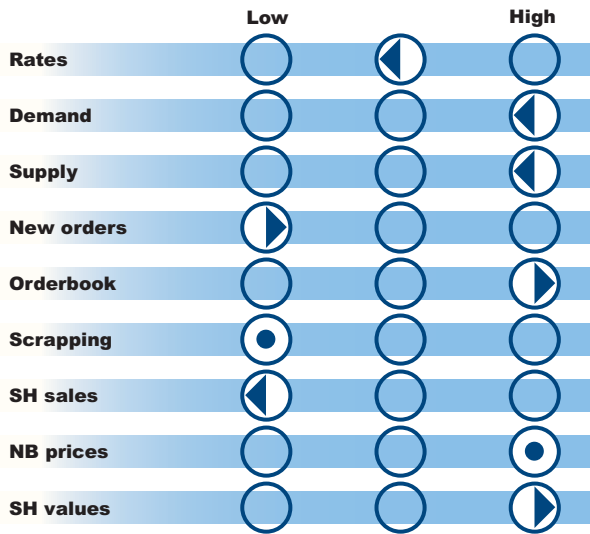 Low High
Rates
Demand
Supply
New orders
Orderbook
Scrapping
SH sales
NB prices
SH values